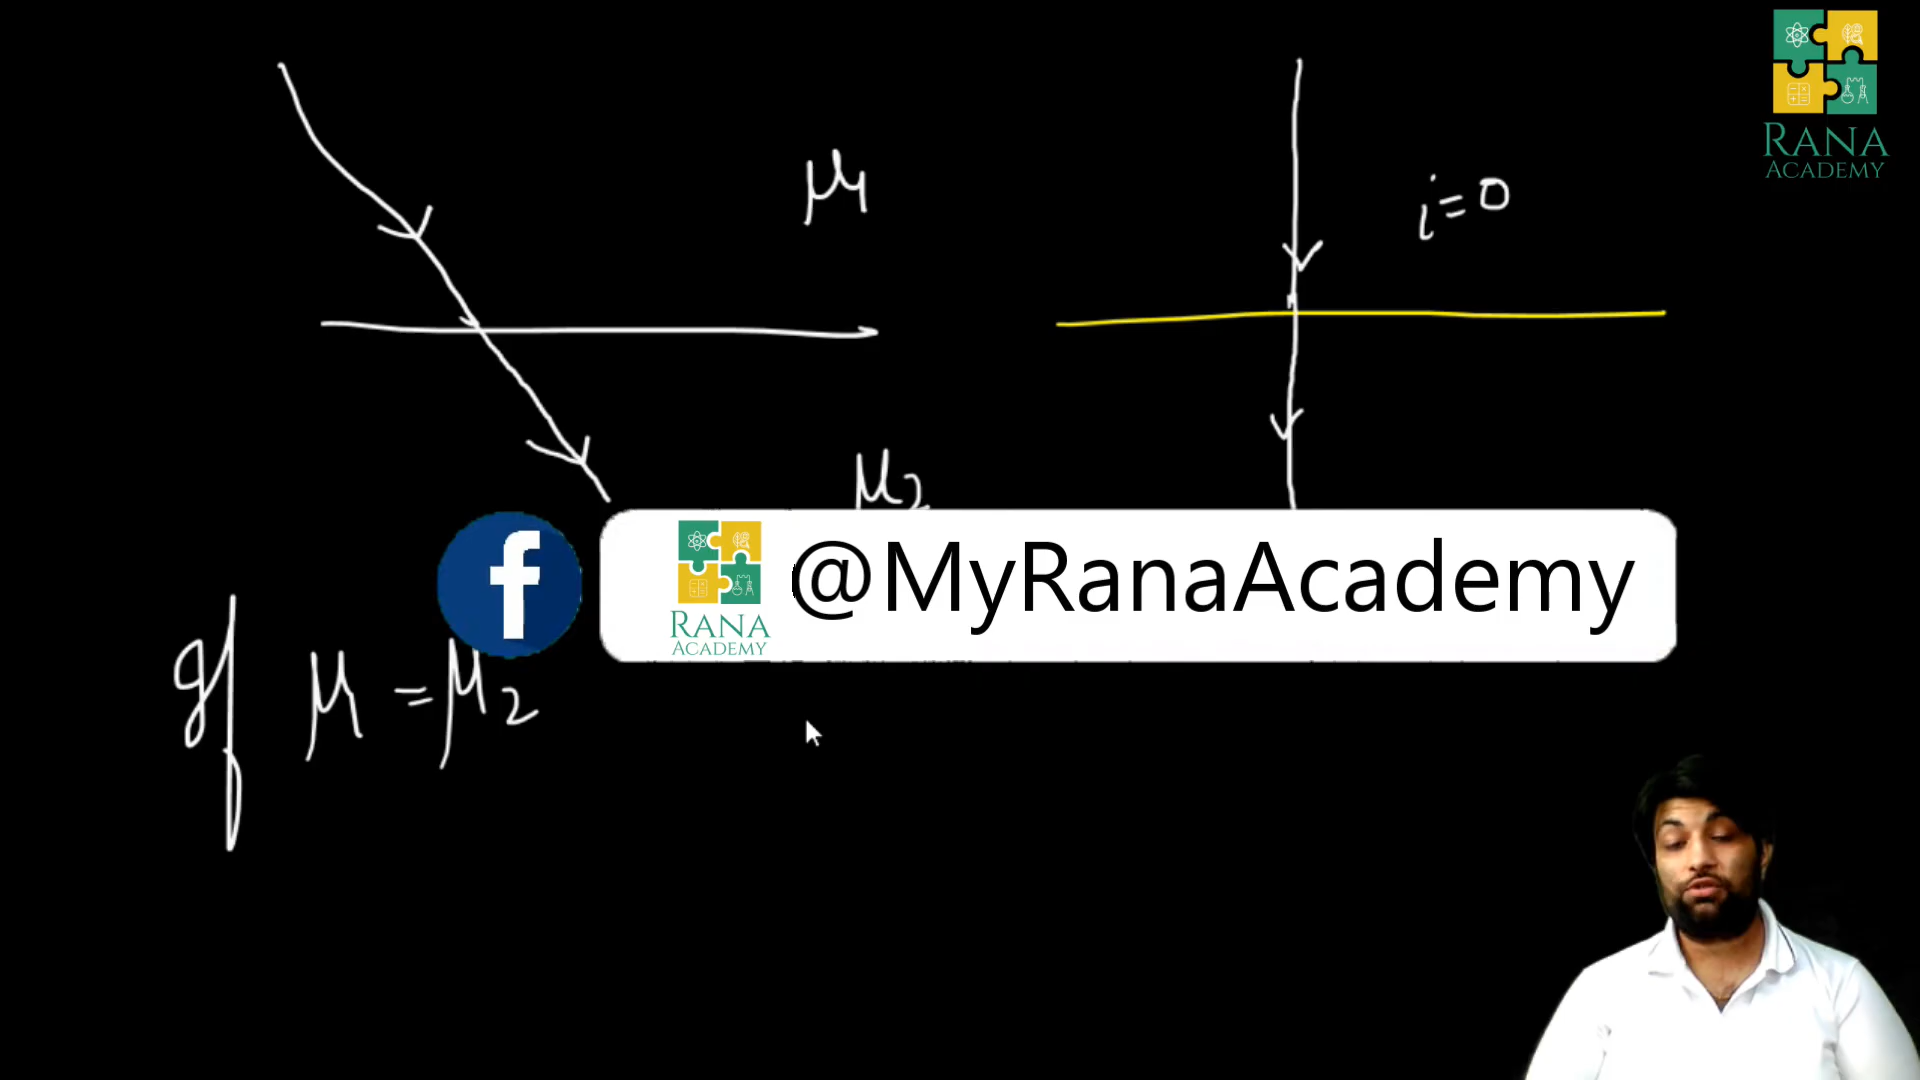 RANA
ACADEMY
μ1
i=0
μ2
@MyRanaAcademy
RANA
ACADEMY
If μ1 = μ2